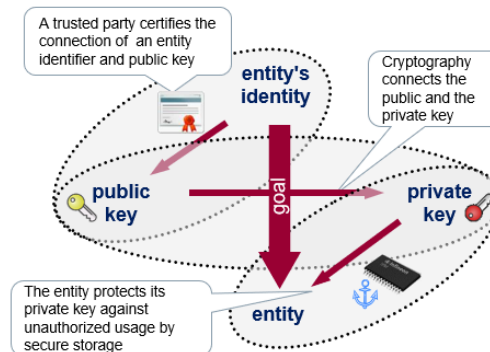 A trusted party certifies the
connection of an entity
identifier and public key
entity's
identity
Cryptography
connects the
public and the
private key
public
key
goal
private
key
The entity protects its
private key against
unauthorized usage by
secure storage
entity